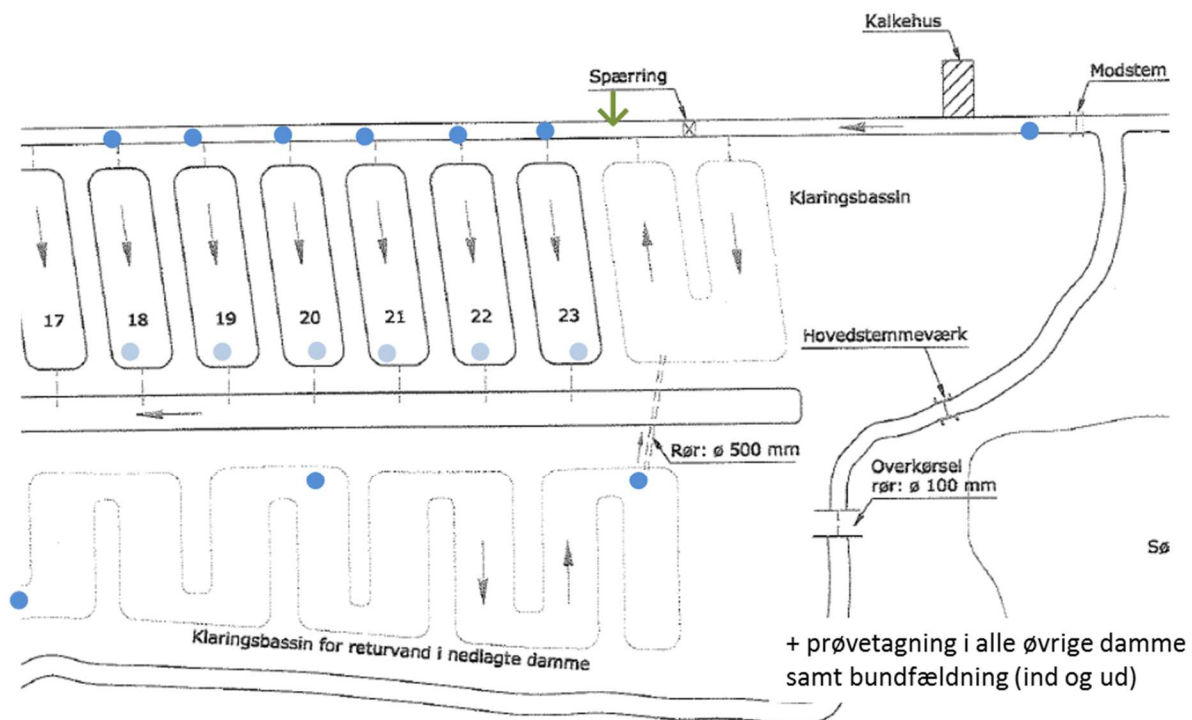 Kalkehus
Spærring
Modstem
Klaringsbassin
17
18
19
20
21
22
23
Hovedstemmeværk
Rør: ø 500 mm
Overkørsel
rør: ø 100 mm
Sø
Klaringsbassin for returvand i nedlagte damme
+ prøvetagning i alle øvrige damme
samt bundfældning (ind og ud)